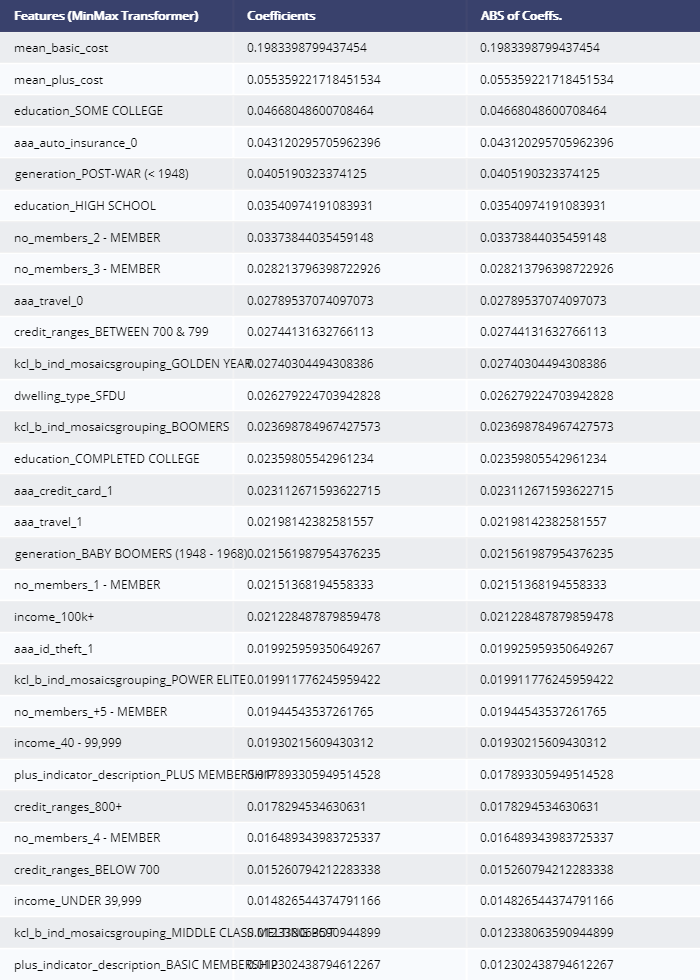 Features (MinMax Transformer) Coefficients ABS of Coeffs.
mean_basic_cost 0.1983398799437454 0.1983398799437454
mean_plus_cost 0.055359221718451534 0.055359221718451534
education_SOME COLLEGE 0.04668048600708464 0.04668048600708464
aaa_auto_insurance_0 0.043120295705962396 0.043120295705962396
generation_POST-WAR (< 1948) 0.0405190323374125 0.0405190323374125
education_HIGH SCHOOL 0.03540974191083931 0.03540974191083931
no_members_2 - MEMBER 0.03373844035459148 0.03373844035459148
no_members_3 - MEMBER 0.028213796398722926 0.028213796398722926
aaa_travel_0 0.02789537074097073 0.02789537074097073
credit_ranges_BETWEEN 700 & 799 0.02744131632766113 0.02744131632766113
kcl_b_ind_mosaicsgrouping_GOLDEN YEAR 0.02740304494308386 0.02740304494308386
dwelling_type_SFDU 0.026279224703942828 0.026279224703942828
kcl_b_ind_mosaicsgrouping_BOOMERS 0.023698784967427573 0.023698784967427573
education_COMPLETED COLLEGE 0.02359805542961234 0.02359805542961234
aaa_credit_card_1 0.023112671593622715 0.023112671593622715
aaa_travel_1 0.02198142382581557 0.02198142382581557
generation_BABY BOOMERS (1948 - 1968) 0.021561987954376235 0.021561987954376235
no_members_1 - MEMBER 0.02151368194558333 0.02151368194558333
income_100k+ 0.021228487879859478 0.021228487879859478
aaa_id_theft_1 0.019925959350649267 0.019925959350649267
kcl_b_ind_mosaicsgrouping_POWER ELITE 0.019911776245959422 0.019911776245959422
no_members_+5 - MEMBER 0.01944543537261765 0.01944543537261765
income_40 - 99,999 0.01930215609430312 0.01930215609430312
plus_indicator_description_PLUS MEMBERSHIP 0.017893305949514528 0.017893305949514528
credit_ranges_800+ 0.0178294534630631 0.0178294534630631
no_members_4 - MEMBER 0.016489343983725337 0.016489343983725337
credit_ranges_BELOW 700 0.015260794212283338 0.015260794212283338
income_UNDER 39,999 0.014826544374791166 0.014826544374791166
kcl_b_ind_mosaicsgrouping_MIDDLE CLASS MELTING POT 0.012338063590944899 0.012338063590944899
plus_indicator_description_BASIC MEMBERSHIP 0.012302438794612267 0.012302438794612267